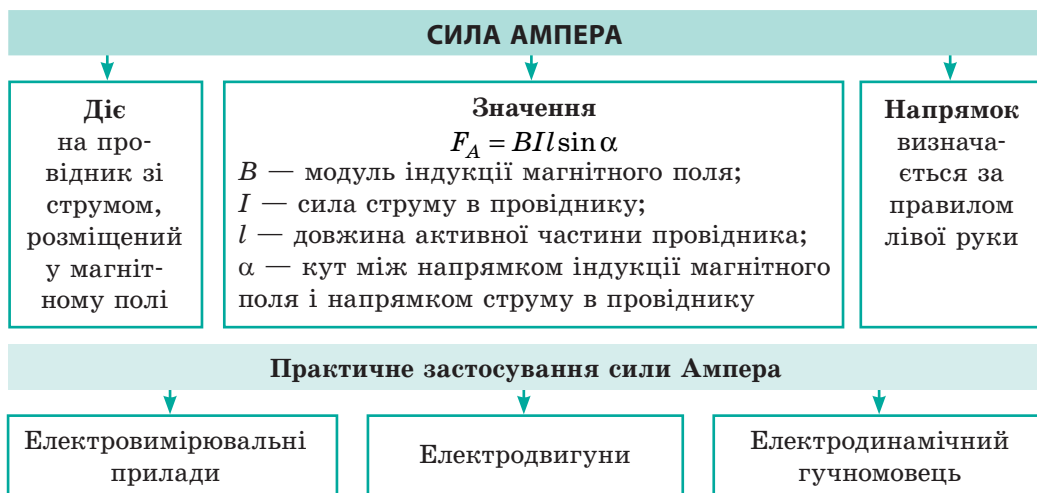 СИЛА АМПЕРА
Діє
на про-
відник зі
струмом,
розміщений
у магніт-
ному полі
Значення
F_A = BIl sin α
B — модуль індукції магнітного поля;
I — сила струму в провіднику;
l — довжина активної частини провідника;
α — кут між напрямком індукції магнітного
поля і напрямком струму в провіднику
Напрямок
визнача-
ється за
правилом
лівої руки
Практичне застосування сили Ампера
Електровимірювальні
прилади
Електродвигуни
Електродинамічний
гучномовець